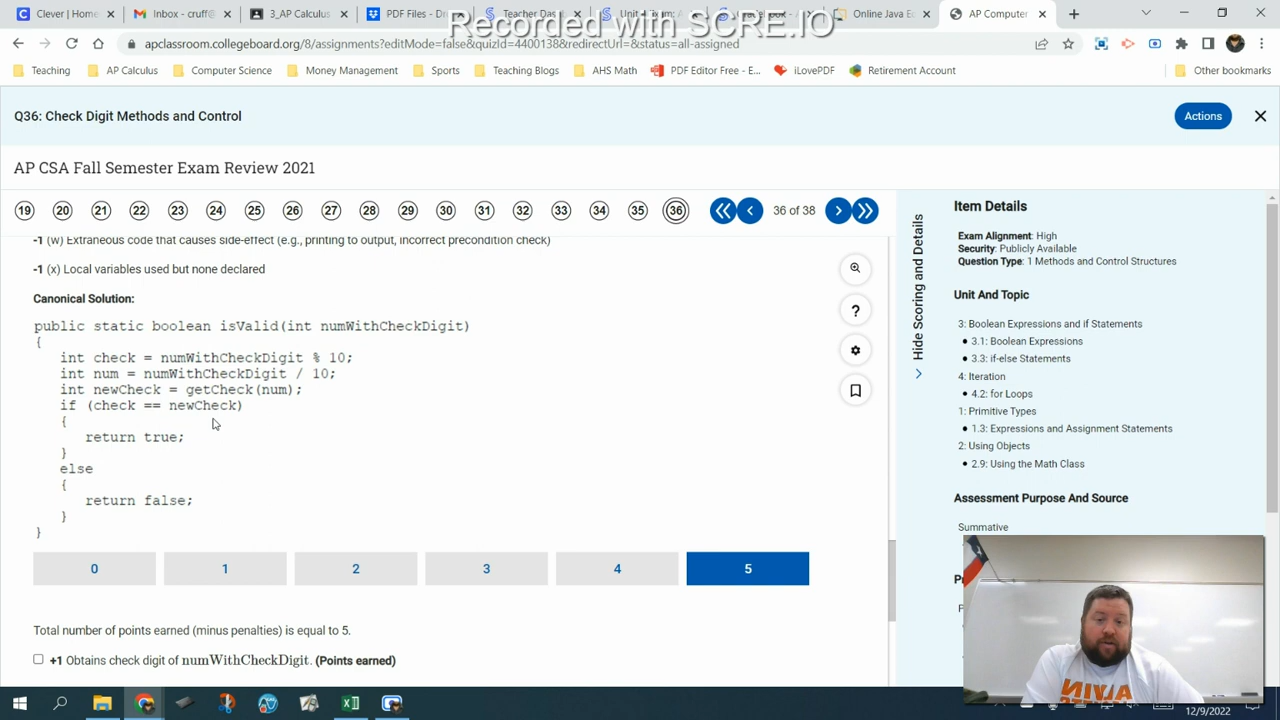 Clever | Home
Inbox - cruff@
3_AP Calculus
PDF Files - Dr
Teacher Dashb
Unit 4 Exam:
Gradebook - A
Online Java E
AP Computer
Recorded with SCRE.IO
apclassroom.collegeboard.org/8/assignments?editMode=false&quizId=4400138&redirectUrl=&status=all-assigned
Teaching
AP Calculus
Computer Science
Money Management
Sports
Teaching Blogs
AHS Math
PDF Editor Free - E...
iLovePDF
Retirement Account
Other bookmarks
Q36: Check Digit Methods and Control
Actions
AP CSA Fall Semester Exam Review 2021
19 20 21 22 23 24 25 26 27 28 29 30 31 32 33 34 35 36
36 of 38
-1 (w) Extraneous code that causes side-effect (e.g., printing to output, incorrect precondition check)
-1 (x) Local variables used but none declared
Canonical Solution:
public static boolean isValid(int numWithCheckDigit)
{
int check = numWithCheckDigit % 10;
int num = numWithCheckDigit / 10;
int newCheck = getCheck(num);
if (check == newCheck)
{
return true;
}
else
{
return false;
}
}
0 1 2 3 4 5
Total number of points earned (minus penalties) is equal to 5.
+1 Obtains check digit of numWithCheckDigit. (Points earned)
Hide Scoring and Details
Item Details
Exam Alignment: High
Security: Publicly Available
Question Type: 1 Methods and Control Structures
Unit And Topic
3: Boolean Expressions and if Statements
• 3.1: Boolean Expressions
• 3.3: if-else Statements
4: Iteration
• 4.2: for Loops
1: Primitive Types
• 1.3: Expressions and Assignment Statements
2: Using Objects
• 2.9: Using the Math Class
Assessment Purpose And Source
Summative
12/9/2022